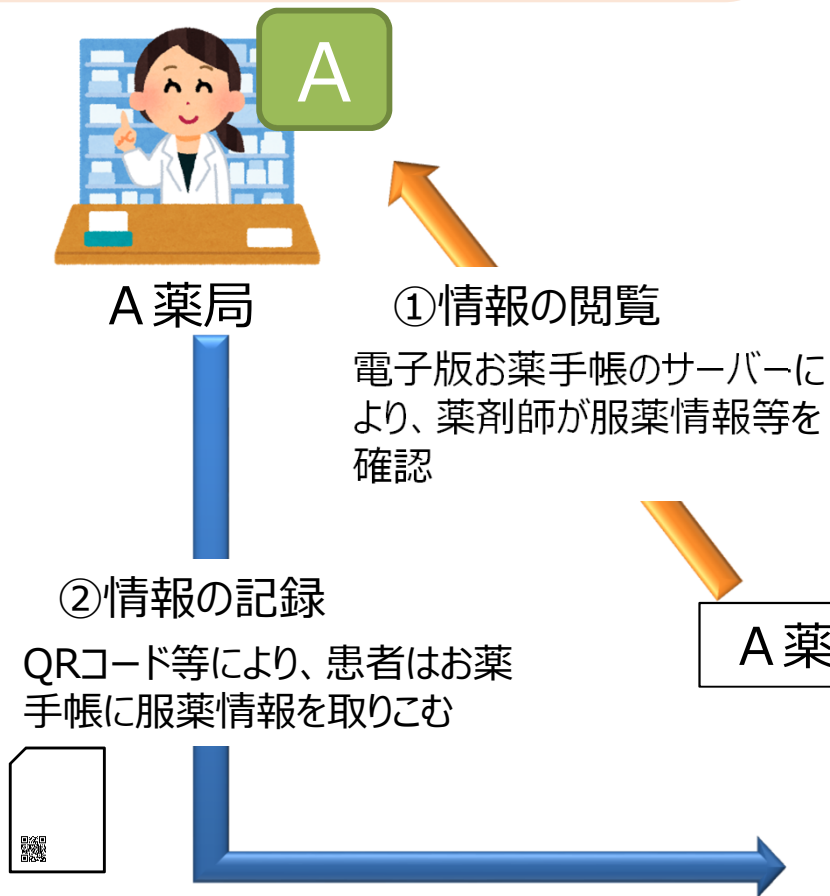 A
A薬局
①情報の閲覧
電子版お薬手帳のサーバーに
より、薬剤師が服薬情報等を
確認
②情報の記録
A薬
QRコード等により、患者はお薬
手帳に服薬情報を取りこむ